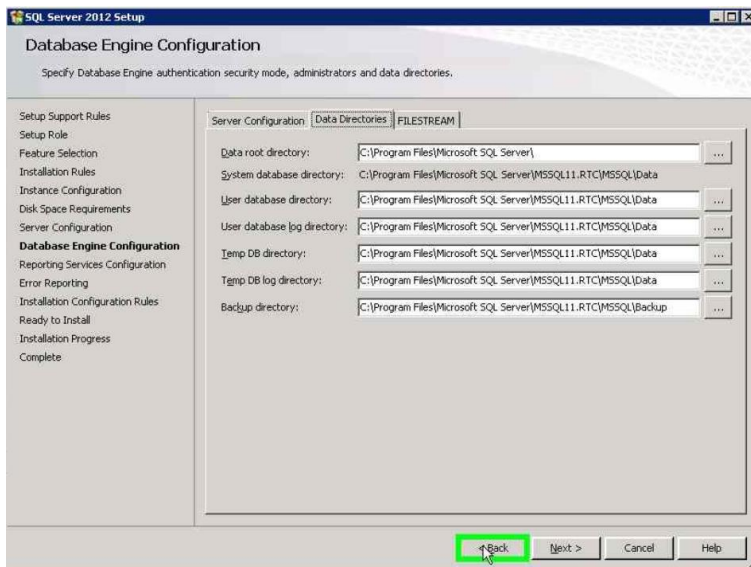 SQL Server 2012 Setup
Database Engine Configuration
Specify Database Engine authentication security mode, administrators and data directories.
Setup Support Rules
Setup Role
Feature Selection
Installation Rules
Instance Configuration
Disk Space Requirements
Server Configuration
Database Engine Configuration
Reporting Services Configuration
Error Reporting
Installation Configuration Rules
Ready to Install
Installation Progress
Complete
Server Configuration Data Directories FILESTREAM
Data root directory: C:\Program Files\Microsoft SQL Server\ ...
System database directory: C:\Program Files\Microsoft SQL Server\MSSQL11.RTC\MSSQL\Data
User database directory: C:\Program Files\Microsoft SQL Server\MSSQL11.RTC\MSSQL\Data ...
User database log directory: C:\Program Files\Microsoft SQL Server\MSSQL11.RTC\MSSQL\Data ...
Temp DB directory: C:\Program Files\Microsoft SQL Server\MSSQL11.RTC\MSSQL\Data ...
Temp DB log directory: C:\Program Files\Microsoft SQL Server\MSSQL11.RTC\MSSQL\Data ...
Backup directory: C:\Program Files\Microsoft SQL Server\MSSQL11.RTC\MSSQL\Backup ...
< Back Next > Cancel Help